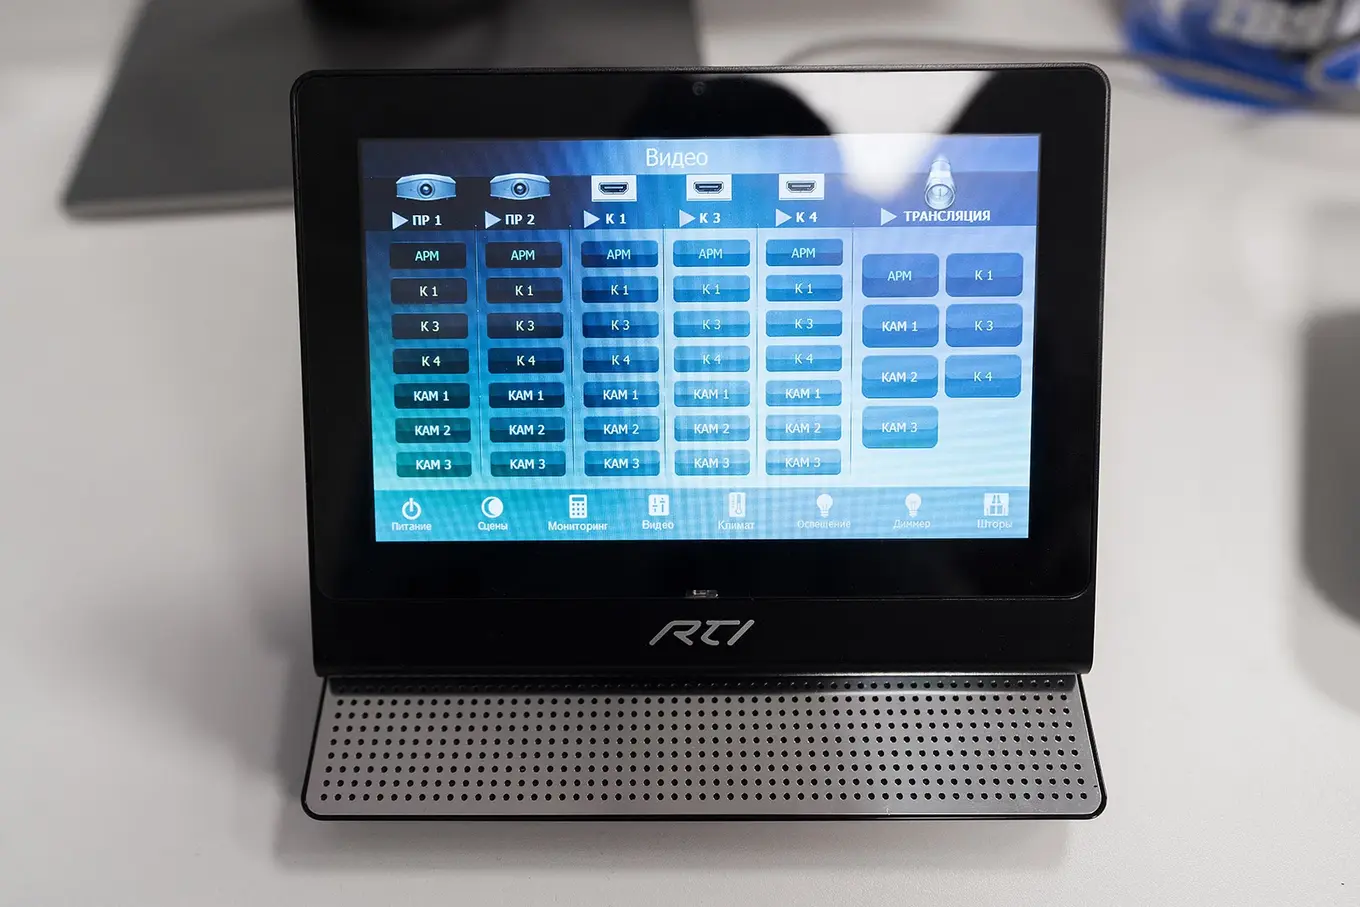 Видео
ПР 1 ПР 2 К 1 К 3 К 4 ТРАНСЛЯЦИЯ
АРМ АРМ АРМ АРМ АРМ АРМ К 1
К 1 К 1 К 1 К 1 К 1
К 3 К 3 К 3 К 3 К 3 КАМ 1 К 3
К 4 К 4 К 4 К 4 К 4 КАМ 2 К 4
КАМ 1 КАМ 1 КАМ 1 КАМ 1 КАМ 1
КАМ 2 КАМ 2 КАМ 2 КАМ 2 КАМ 2 КАМ 3
КАМ 3 КАМ 3 КАМ 3 КАМ 3 КАМ 3
Питание Сцены Мониторинг Видео Климат Освещение Диммер Шторы
RTI